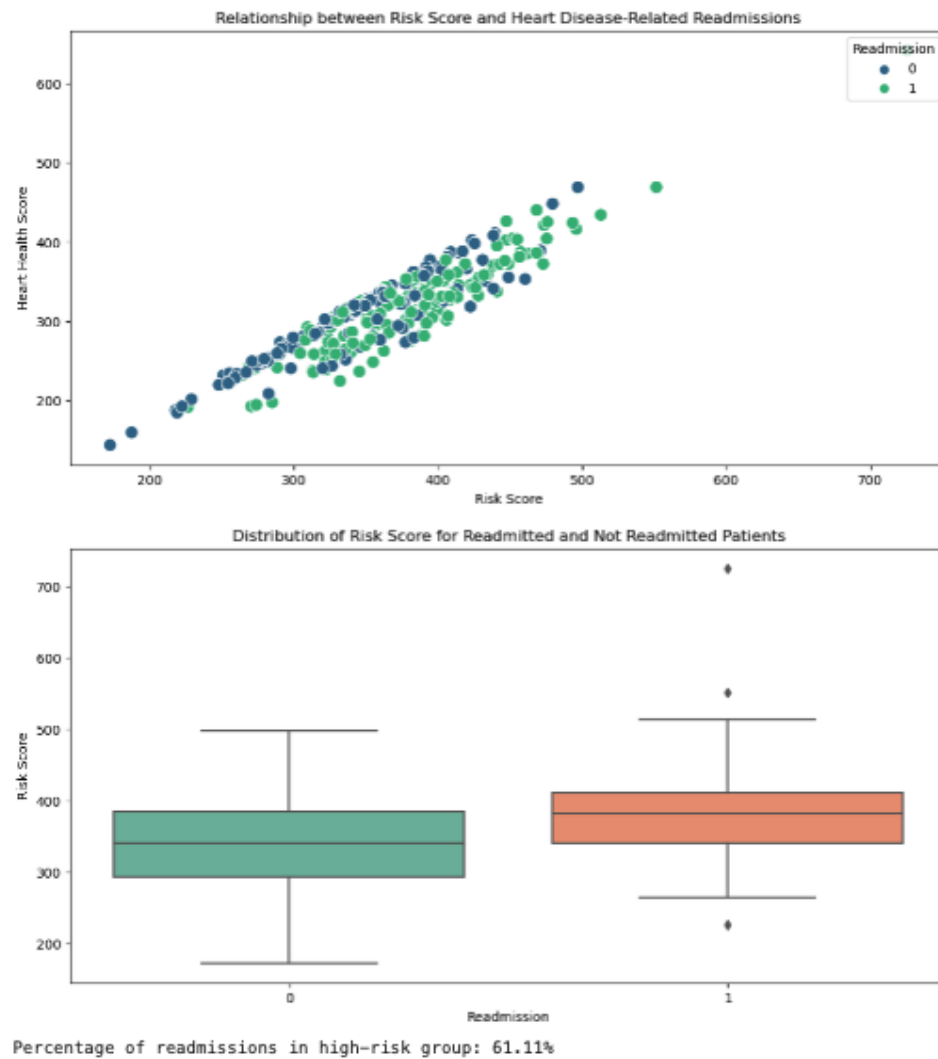 Relationship between Risk Score and Heart Disease-Related Readmissions
Readmission
0
1
600
500
400
300
200
Heart Health Score
200 300 400 500 600 700
Risk Score
Distribution of Risk Score for Readmitted and Not Readmitted Patients
700
600
500
400
300
200
Risk Score
0 1
Readmission
Percentage of readmissions in high-risk group: 61.11%